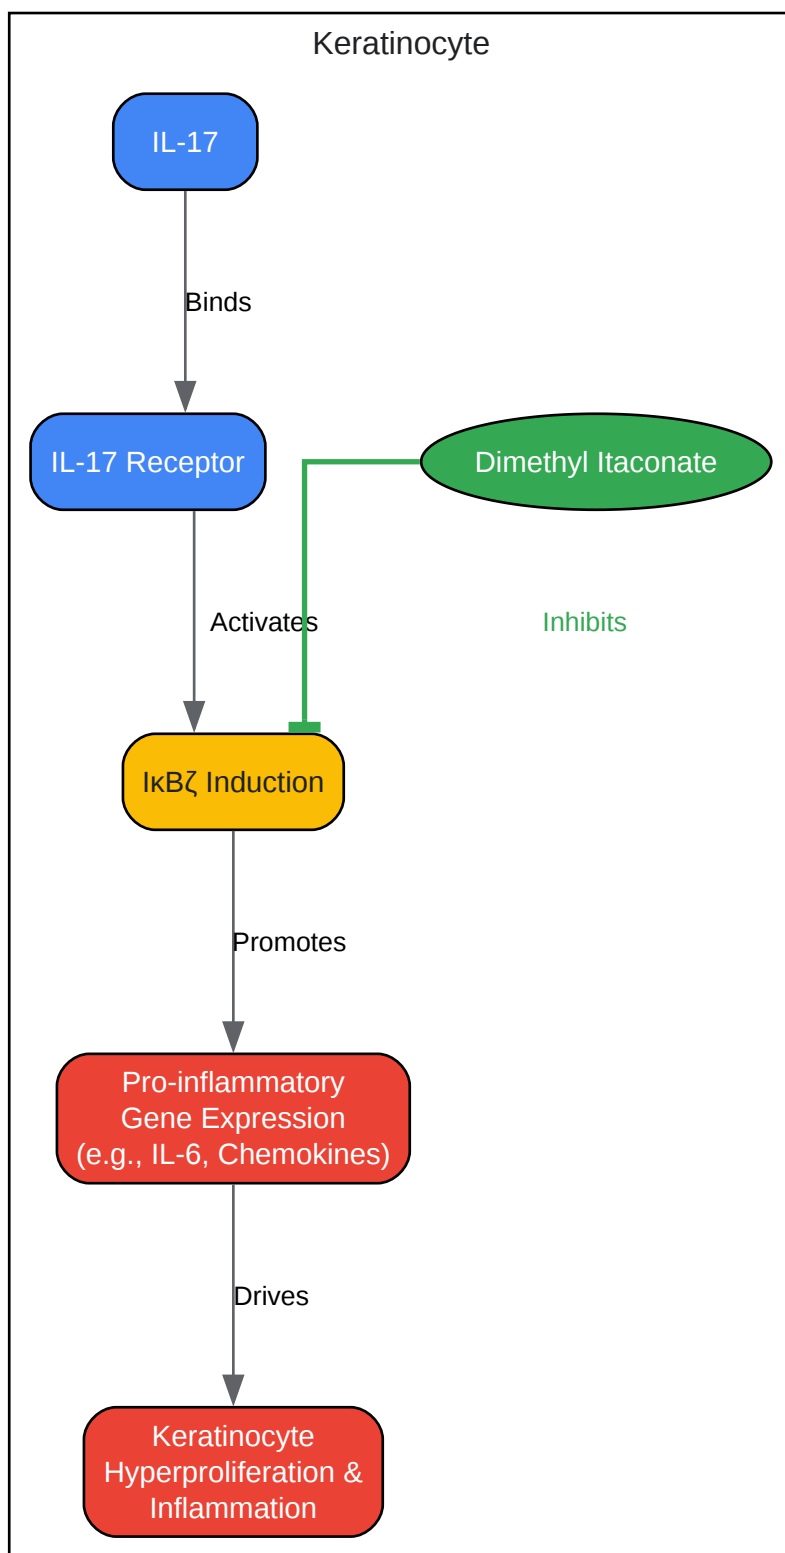 Keratinocyte
IL-17
Binds
IL-17 Receptor
Dimethyl Itaconate
Activates
Inhibits
IκBζ Induction
Promotes
Pro-inflammatory
Gene Expression
(e.g., IL-6, Chemokines)
Drives
Keratinocyte
Hyperproliferation &
Inflammation